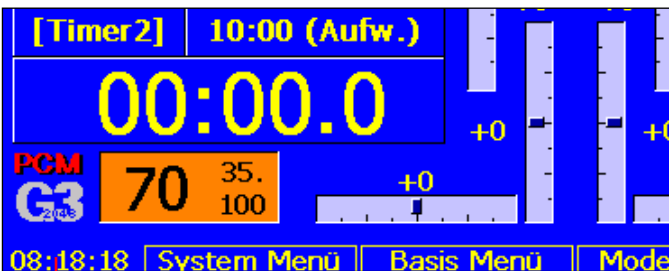 [Timer2] 10:00 (Aufw.)
00:00.0
+0 +0
PCM
G3 2048
70 35. 100
+0
08:18:18 System Menü Basis Menü Mode